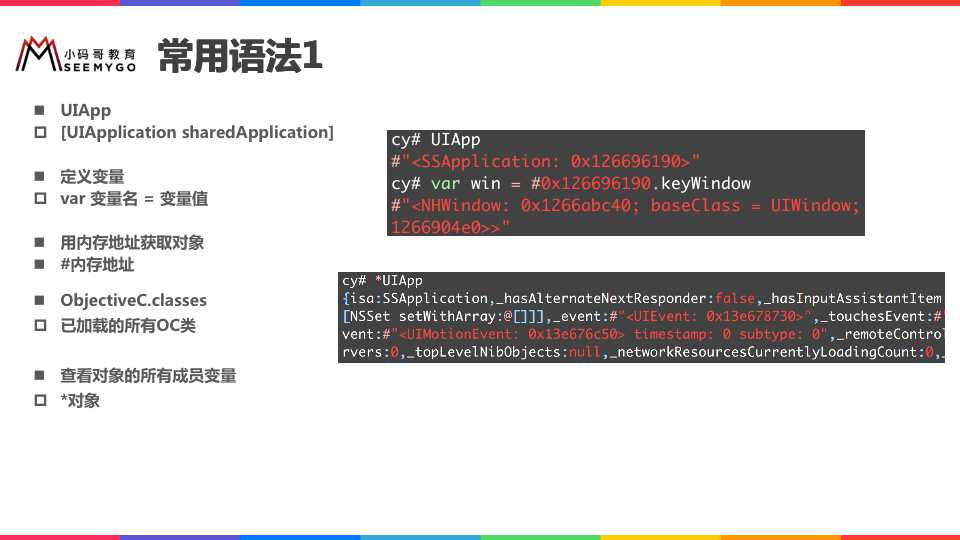 小码哥教育
SEEMYGO
常用语法1
UIApp
[UIApplication sharedApplication]
定义变量
var 变量名 = 变量值
用内存地址获取对象
#内存地址
ObjectiveC.classes
已加载的所有OC类
查看对象的所有成员变量
*对象
cy# UIApp
#"<SSApplication: 0x126696190>"
cy# var win = #0x126696190.keyWindow
#"<NHWindow: 0x1266abc40; baseClass = UIWindow;
1266904e0>>"
cy# *UIApp
{isa:SSApplication,_hasAlternateNextResponder:false,_hasInputAssistantItem
[NSSet setWithArray:@[]]],_event:#"<UIEvent: 0x13e678730>",_touchesEvent:#"
vent:#"<UIMotionEvent: 0x13e676c50> timestamp: 0 subtype: 0",_remoteControl
rvers:0,_topLevelNibObjects:null,_networkResourcesCurrentlyLoadingCount:0,_